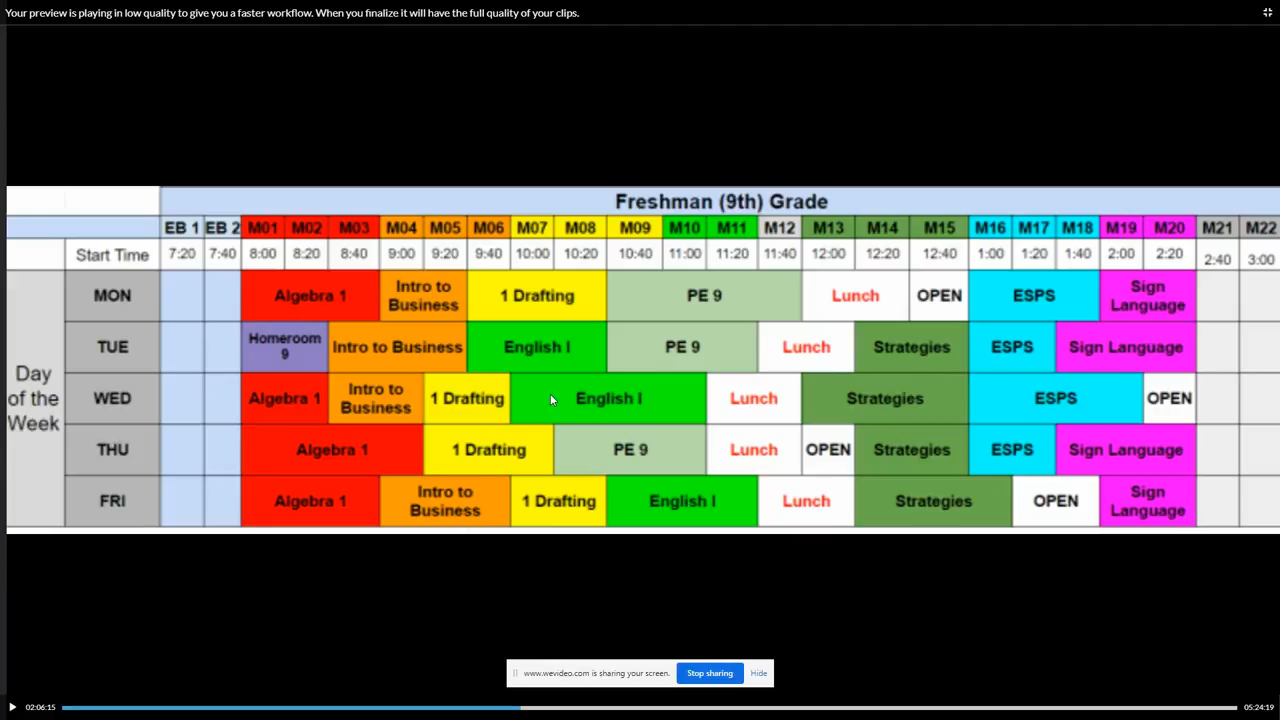 Your preview is playing in low quality to give you a faster workflow. When you finalize it will have the full quality of your clips.
Freshman (9th) Grade
EB 1 EB 2 M01 M02 M03 M04 M05 M06 M07 M08 M09 M10 M11 M12 M13 M14 M15 M16 M17 M18 M19 M20 M21 M22
Start Time 7:20 7:40 8:00 8:20 8:40 9:00 9:20 9:40 10:00 10:20 10:40 11:00 11:20 11:40 12:00 12:20 12:40 1:00 1:20 1:40 2:00 2:20 2:40 3:00
Day
of the
Week
MON Algebra 1 Intro to Business 1 Drafting PE 9 Lunch OPEN ESPS Sign Language
TUE Homeroom 9 Intro to Business English I PE 9 Lunch Strategies ESPS Sign Language
WED Algebra 1 Intro to Business 1 Drafting English I Lunch Strategies ESPS OPEN
THU Algebra 1 1 Drafting PE 9 Lunch OPEN Strategies ESPS Sign Language
FRI Algebra 1 Intro to Business 1 Drafting English I Lunch Strategies OPEN Sign Language
www.wevideo.com is sharing your screen. Stop sharing Hide
02:06:15 05:24:19